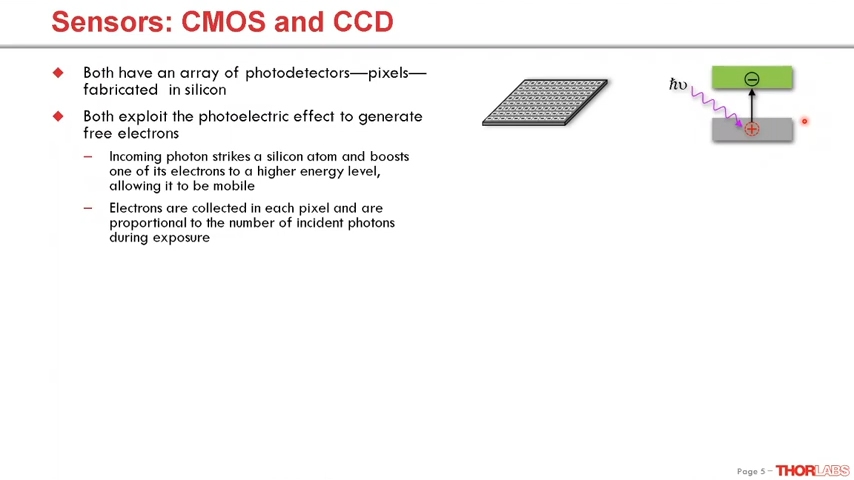 Sensors: CMOS and CCD
Both have an array of photodetectors—pixels—
fabricated in silicon
Both exploit the photoelectric effect to generate
free electrons
– Incoming photon strikes a silicon atom and boosts
one of its electrons to a higher energy level,
allowing it to be mobile
– Electrons are collected in each pixel and are
proportional to the number of incident photons
during exposure
ħυ
−
+
Page 5 – THORLABS